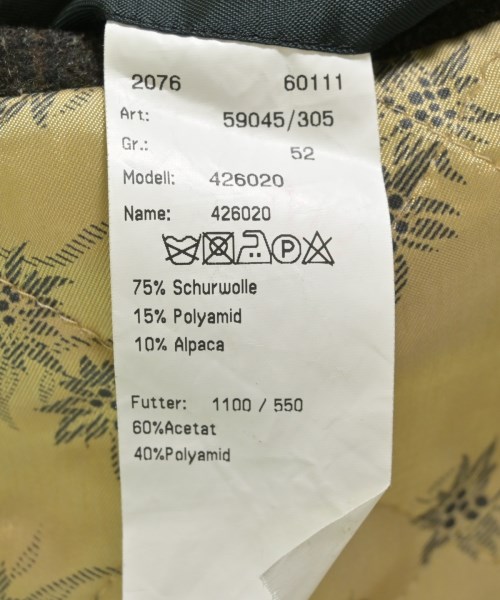 2076 60111
Art: 59045/305
Gr.: 52
Modell: 426020
Name: 426020
P
75% Schurwolle
15% Polyamid
10% Alpaca
Futter: 1100 / 550
60%Acetat
40%Polyamid